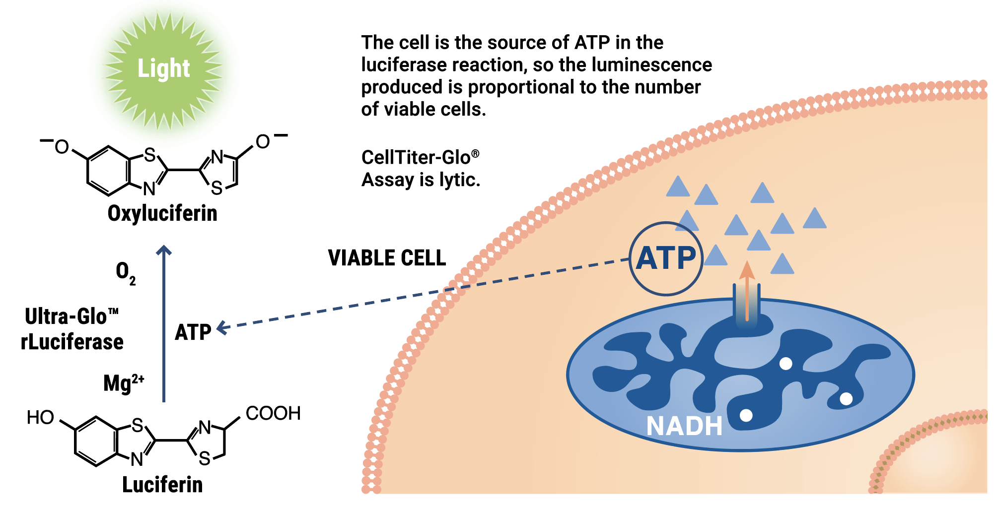 Light
The cell is the source of ATP in the
luciferase reaction, so the luminescence
produced is proportional to the number
of viable cells.
CellTiter-Glo®
Assay is lytic.
⁻O
S
N
N
S
O⁻
Oxyluciferin
O₂
Ultra-Glo™
rLuciferase
Mg²⁺
ATP
VIABLE CELL
ATP
NADH
HO
S
N
N
S
COOH
Luciferin